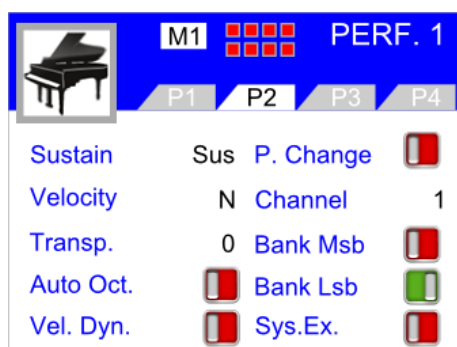 M1 PERF. 1
P1 P2 P3 P4
Sustain Sus P. Change
Velocity N Channel 1
Transp. 0 Bank Msb
Auto Oct. Bank Lsb
Vel. Dyn. Sys.Ex.